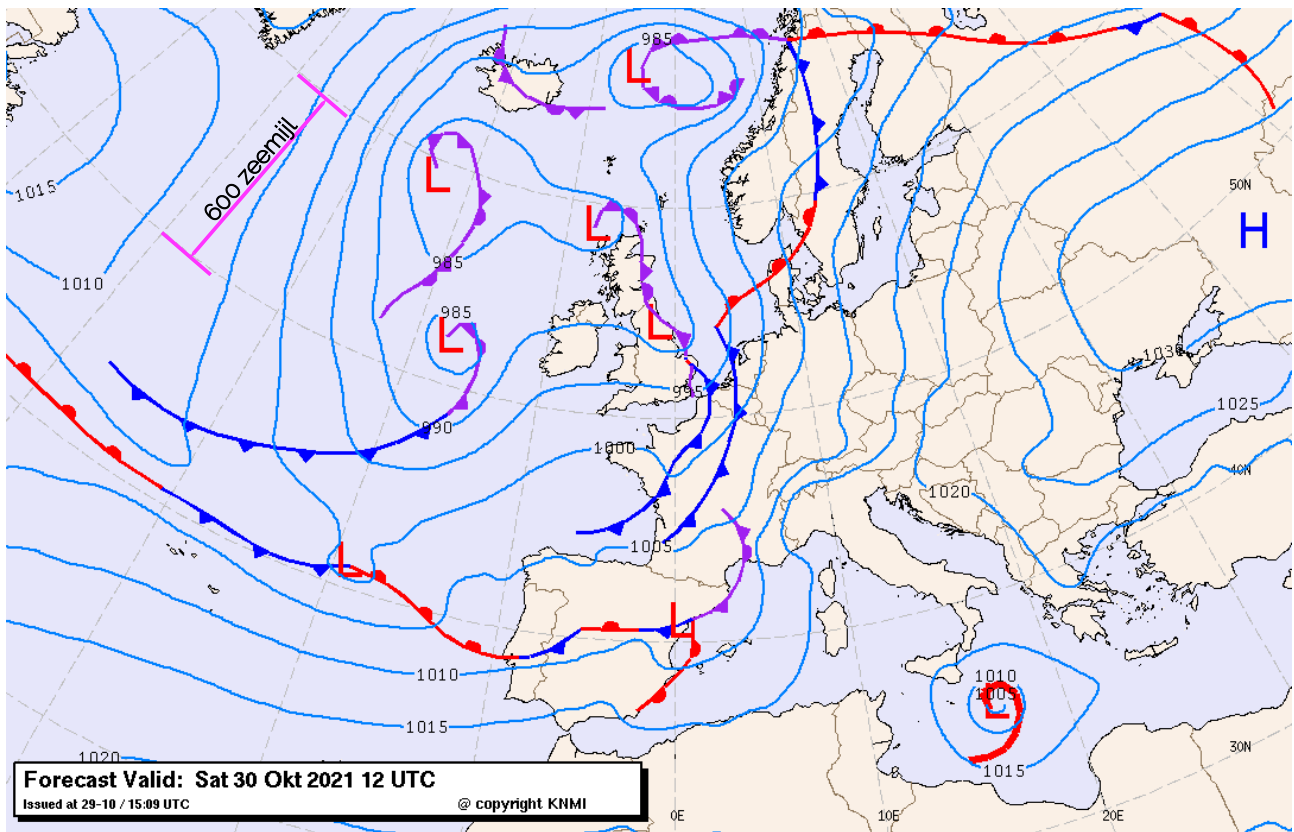 985
L
600 zeemijl
1015
L
50N
L
H
985
1010
985
L
L
1030
995
1025
990
1000
40N
1020
1005
L
L
1010
1010
1005
L
1015
30N
1020
1015
Forecast Valid: Sat 30 Okt 2021 12 UTC
Issued at 29-10 / 15:09 UTC @ copyright KNMI
0E
10E
20E